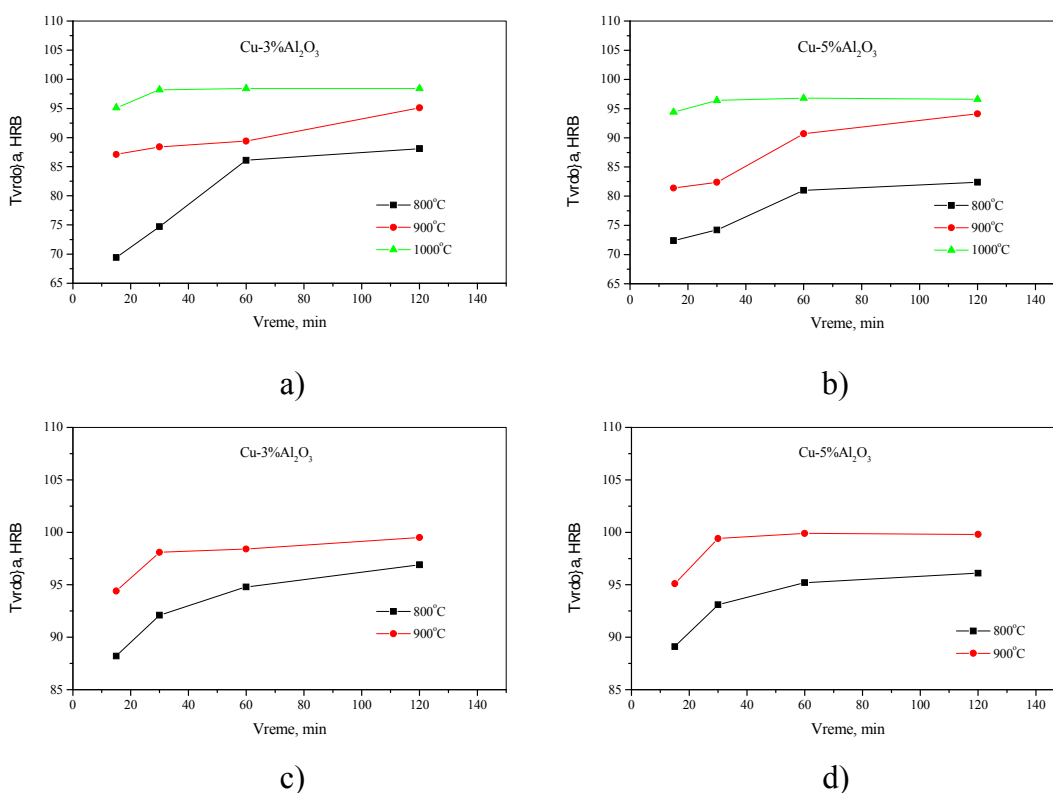 Cu-3%Al₂O₃
110
105
100
95
90
85
80
75
70
65
Tvrdo}a, HRB
800°C
900°C
1000°C
0 20 40 60 80 100 120 140
Vreme, min
a)
Cu-5%Al₂O₃
110
105
100
95
90
85
80
75
70
65
Tvrdo}a, HRB
800°C
900°C
1000°C
0 20 40 60 80 100 120 140
Vreme, min
b)
Cu-3%Al₂O₃
110
105
100
95
90
85
Tvrdo}a, HRB
800°C
900°C
0 20 40 60 80 100 120 140
Vreme, min
c)
Cu-5%Al₂O₃
110
105
100
95
90
85
Tvrdo}a, HRB
800°C
900°C
0 20 40 60 80 100 120 140
Vreme, min
d)